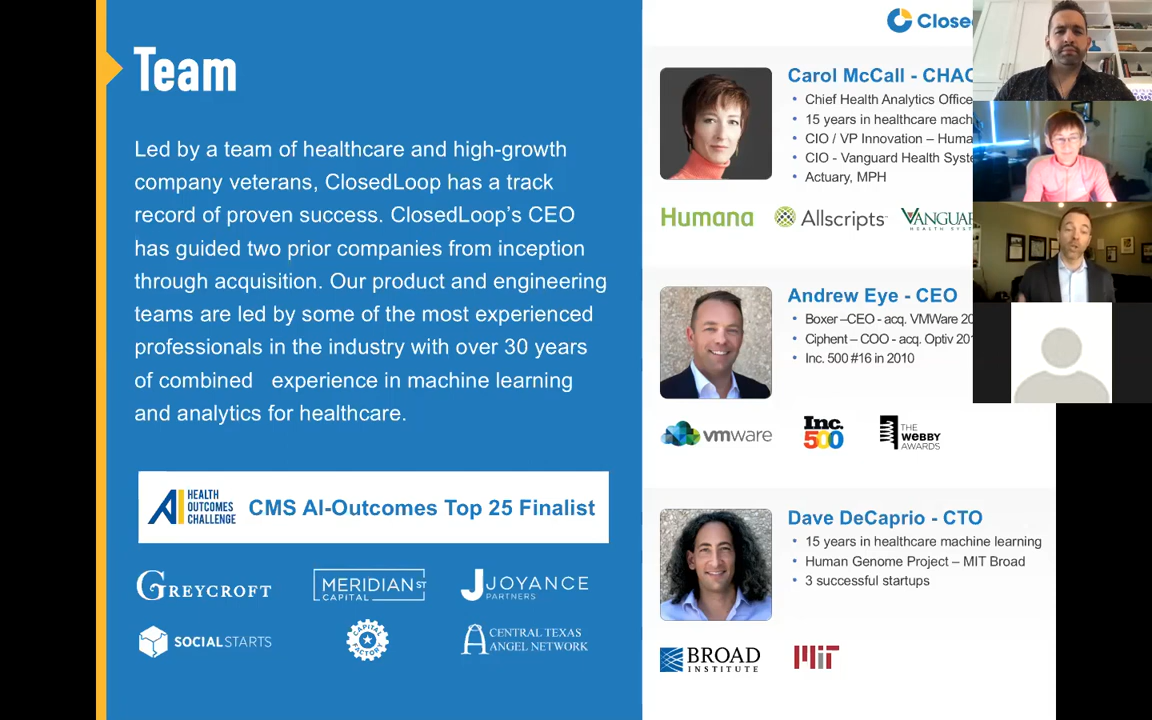 Team
Led by a team of healthcare and high-growth
company veterans, ClosedLoop has a track
record of proven success. ClosedLoop's CEO
has guided two prior companies from inception
through acquisition. Our product and engineering
teams are led by some of the most experienced
professionals in the industry with over 30 years
of combined experience in machine learning
and analytics for healthcare.
AI HEALTH
OUTCOMES
CHALLENGE
CMS AI-Outcomes Top 25 Finalist
GREYCROFT
MERIDIAN ST
CAPITAL
JOYANCE
PARTNERS
SOCIALSTARTS
CAPITAL
FACTORY
CENTRAL TEXAS
ANGEL NETWORK
Carol McCall - CHAO
• Chief Health Analytics Office
• 15 years in healthcare mach
• CIO / VP Innovation – Huma
• CIO - Vanguard Health Syste
• Actuary, MPH
Humana
Allscripts
VANGUAR
HEALTH SYST
Andrew Eye - CEO
• Boxer –CEO - acq. VMWare 20
• Ciphent – COO - acq. Optiv 201
• Inc. 500 #16 in 2010
vmware
Inc.
500
THE
WEBBY
AWARDS
Dave DeCaprio - CTO
• 15 years in healthcare machine learning
• Human Genome Project – MIT Broad
• 3 successful startups
BROAD
INSTITUTE
MIT